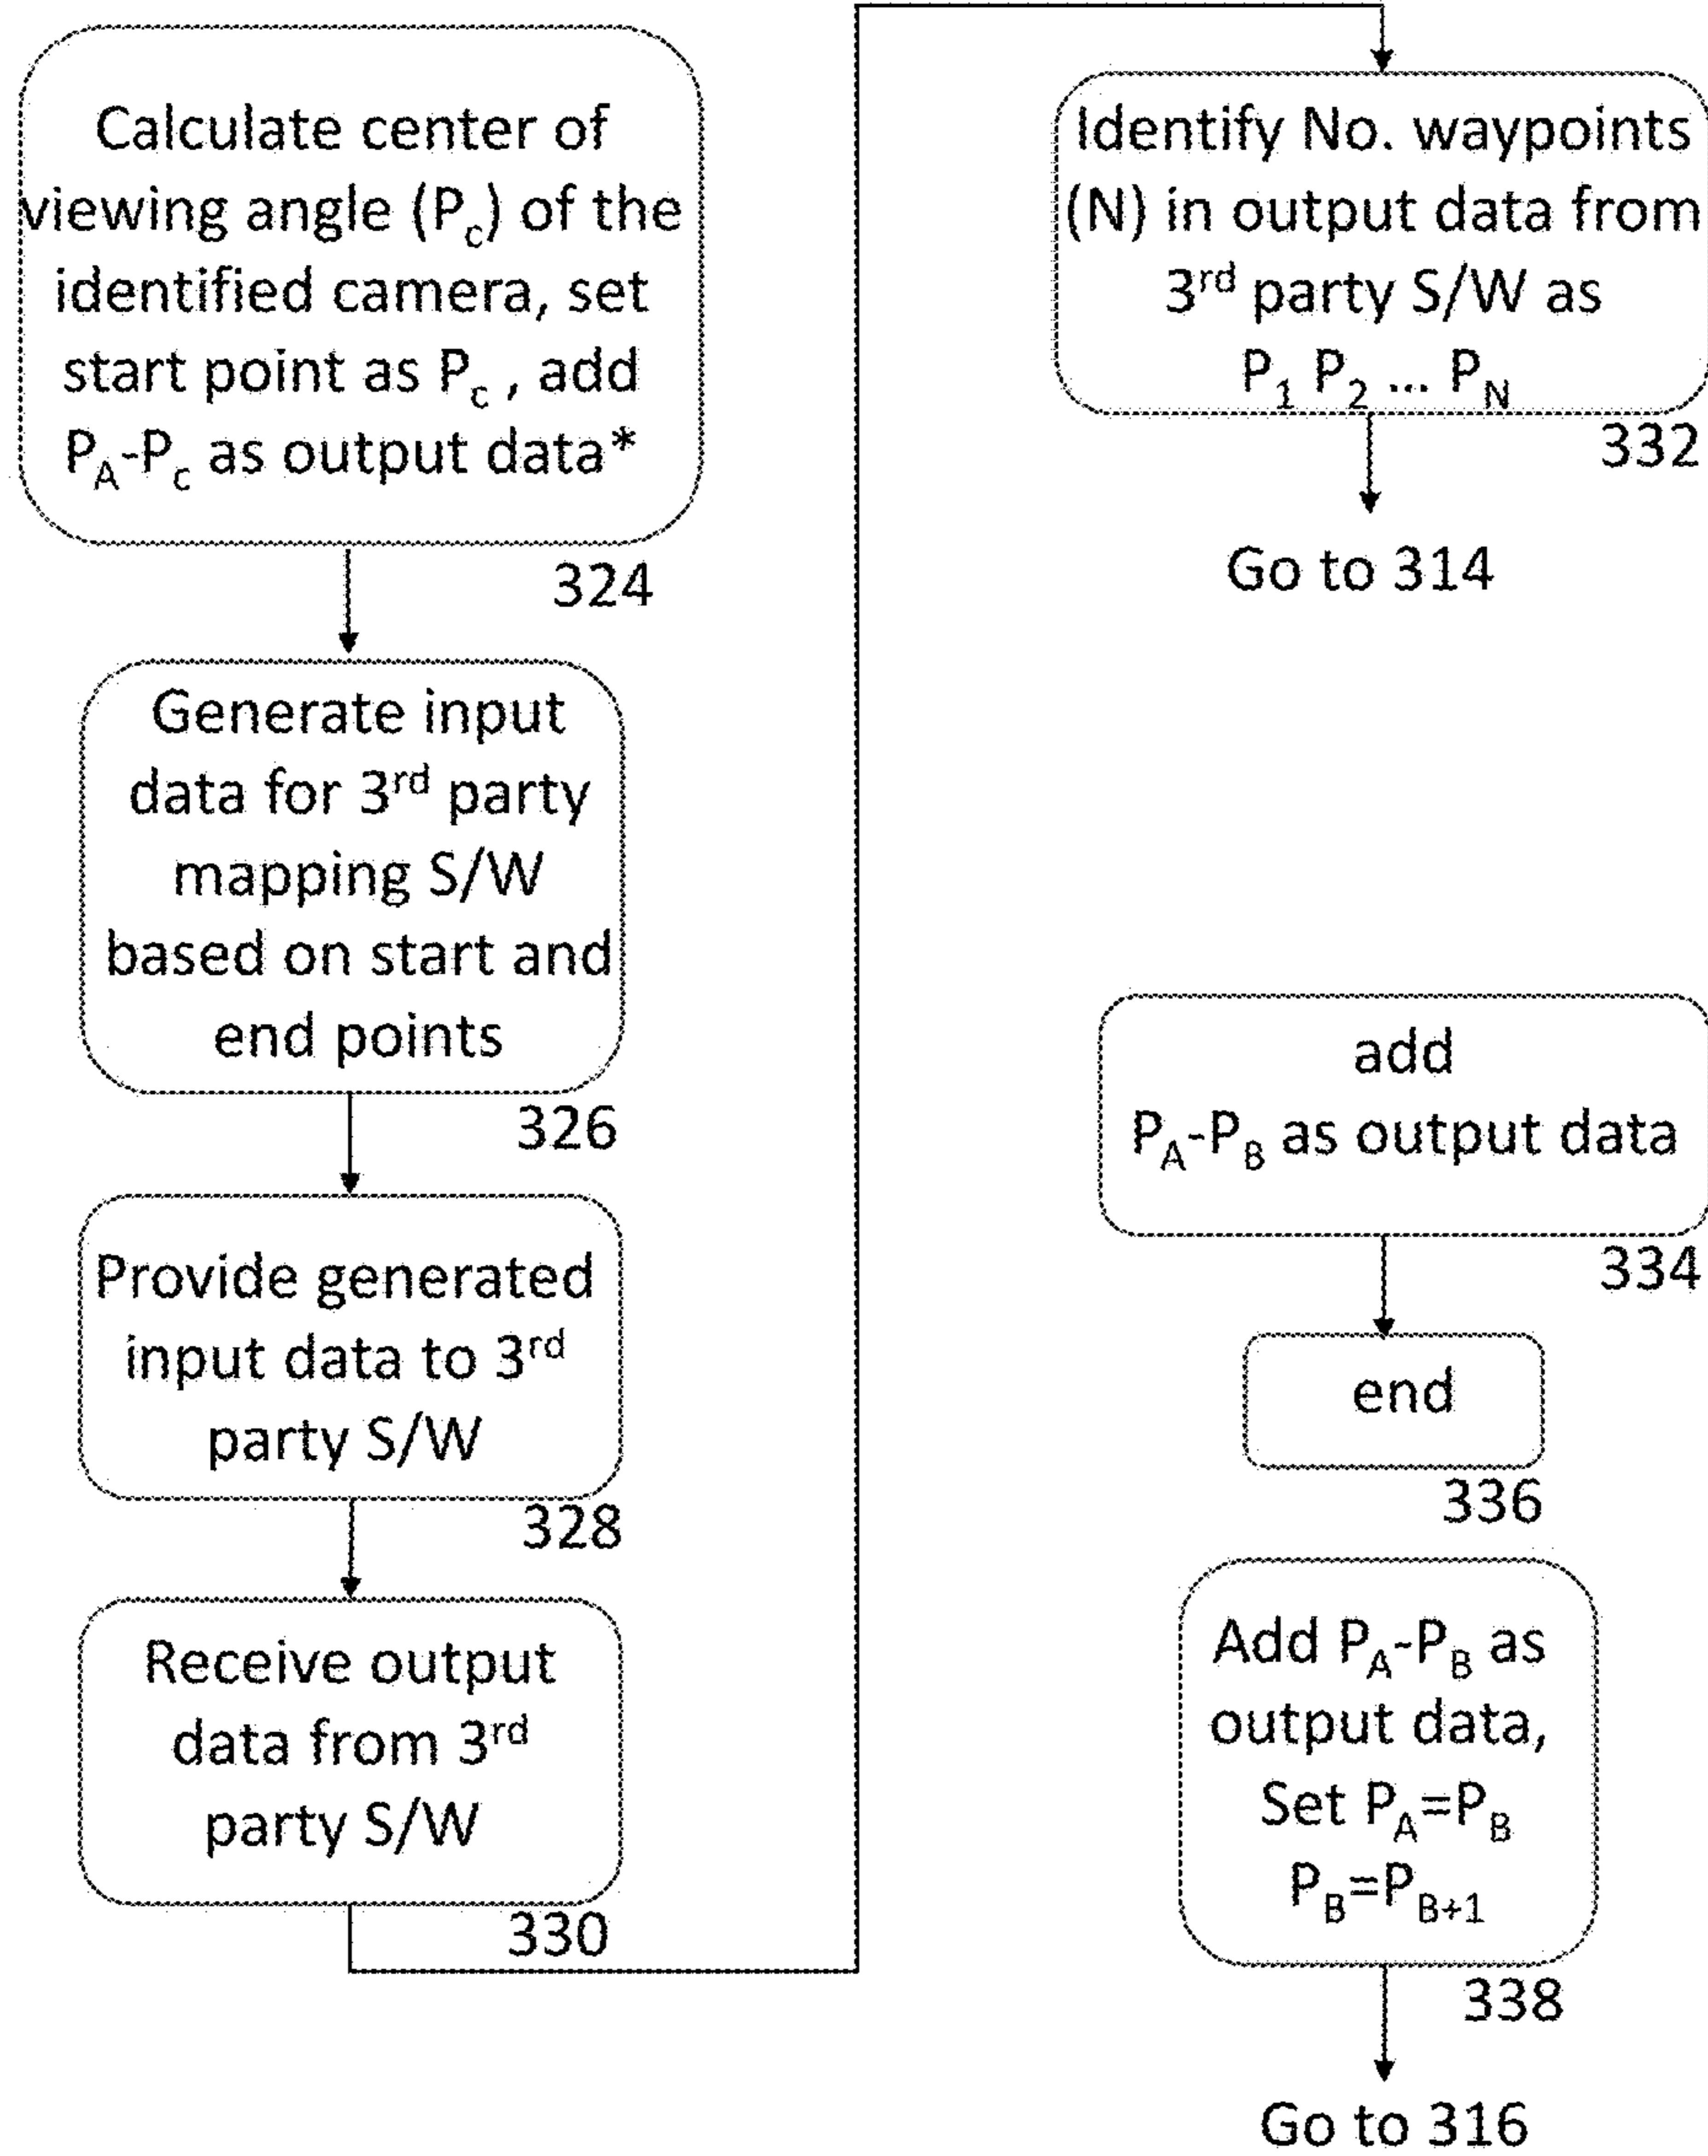 Calculate center of
viewing angle (Pc) of the
identified camera, set
start point as Pc , add
PA-Pc as output data*
324
Generate input
data for 3rd party
mapping S/W
based on start and
end points
326
Provide generated
input data to 3rd
party S/W
328
Receive output
data from 3rd
party S/W
330
Identify No. waypoints
(N) in output data from
3rd party S/W as
P1 P2 ... PN
332
Go to 314
add
PA-PB as output data
334
end
336
Add PA-PB as
output data,
Set PA=PB
PB=PB+1
338
Go to 316